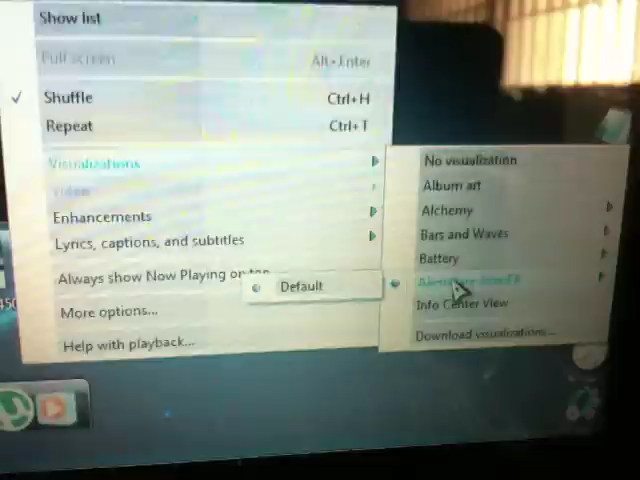 Show list
Full screen Alt+Enter
Shuffle Ctrl+H
Repeat Ctrl+T
Visualizations
Video
Enhancements
Lyrics, captions, and subtitles
Always show Now Playing on top
More options...
Help with playback...
No visualization
Album art
Alchemy
Bars and Waves
Battery
Info Center View
Download visualizations...
Default